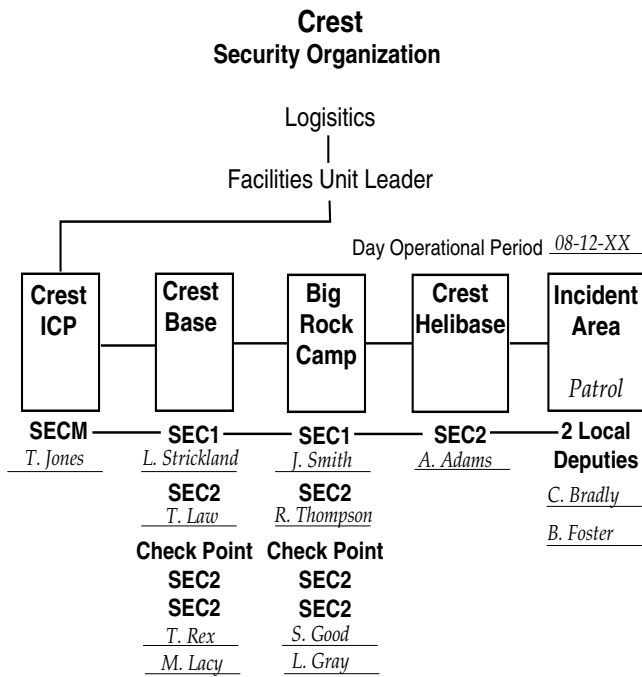 Crest
Security Organization
Logisitics
Facilities Unit Leader
Day Operational Period 08-12-XX
Crest
ICP
Crest
Base
Big
Rock
Camp
Crest
Helibase
Incident
Area
Patrol
SECM
T. Jones
SEC1
L. Strickland
SEC2
T. Law
Check Point
SEC2
SEC2
T. Rex
M. Lacy
SEC1
J. Smith
SEC2
R. Thompson
Check Point
SEC2
SEC2
S. Good
L. Gray
SEC2
A. Adams
2 Local
Deputies
C. Bradly
B. Foster